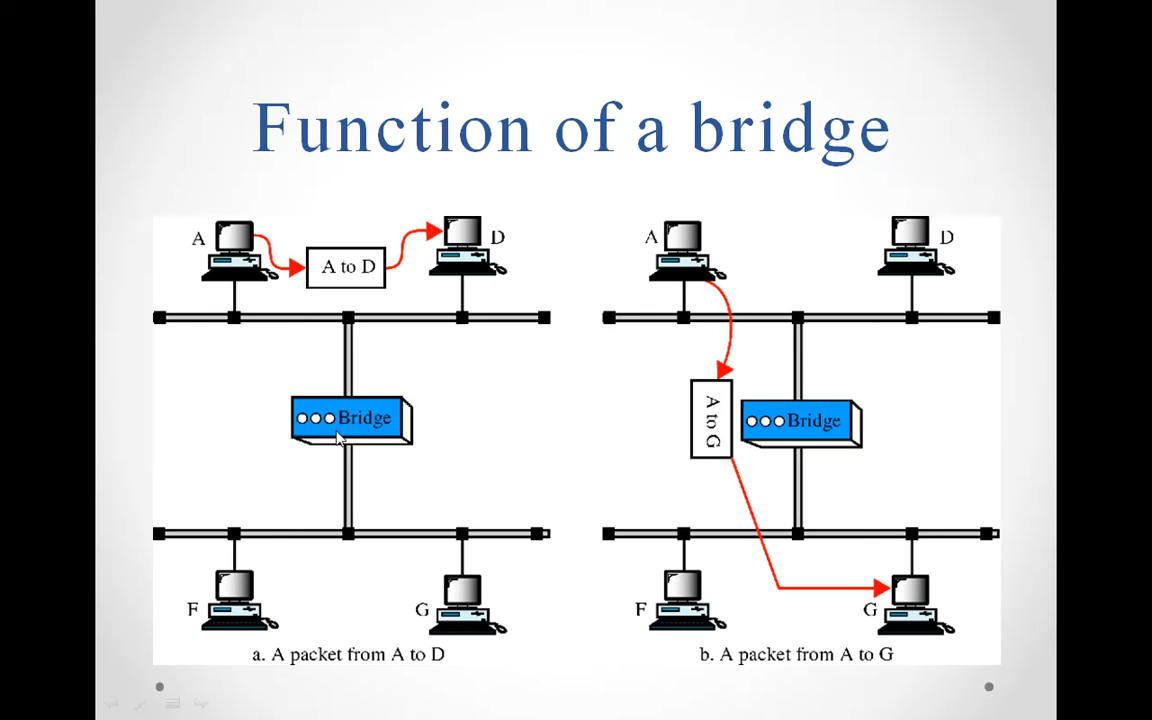 Function of a bridge
A
A to D
D
Bridge
F
G
a. A packet from A to D
A
D
A to G
Bridge
F
G
b. A packet from A to G